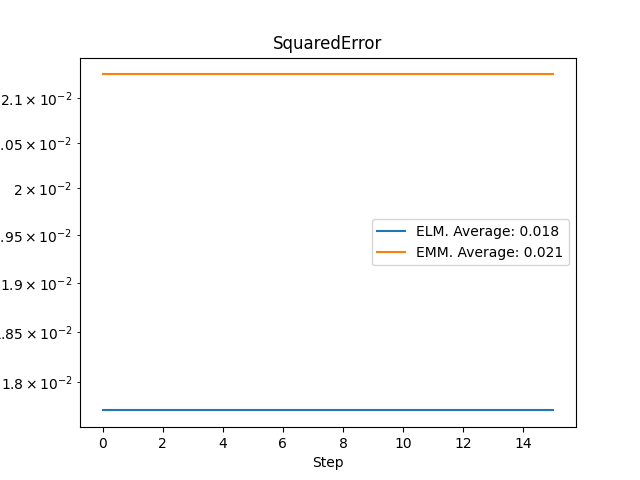 SquaredError
2.1 × 10⁻²
.05 × 10⁻²
2 × 10⁻²
.95 × 10⁻²
1.9 × 10⁻²
.85 × 10⁻²
1.8 × 10⁻²
ELM. Average: 0.018
EMM. Average: 0.021
0 2 4 6 8 10 12 14
Step